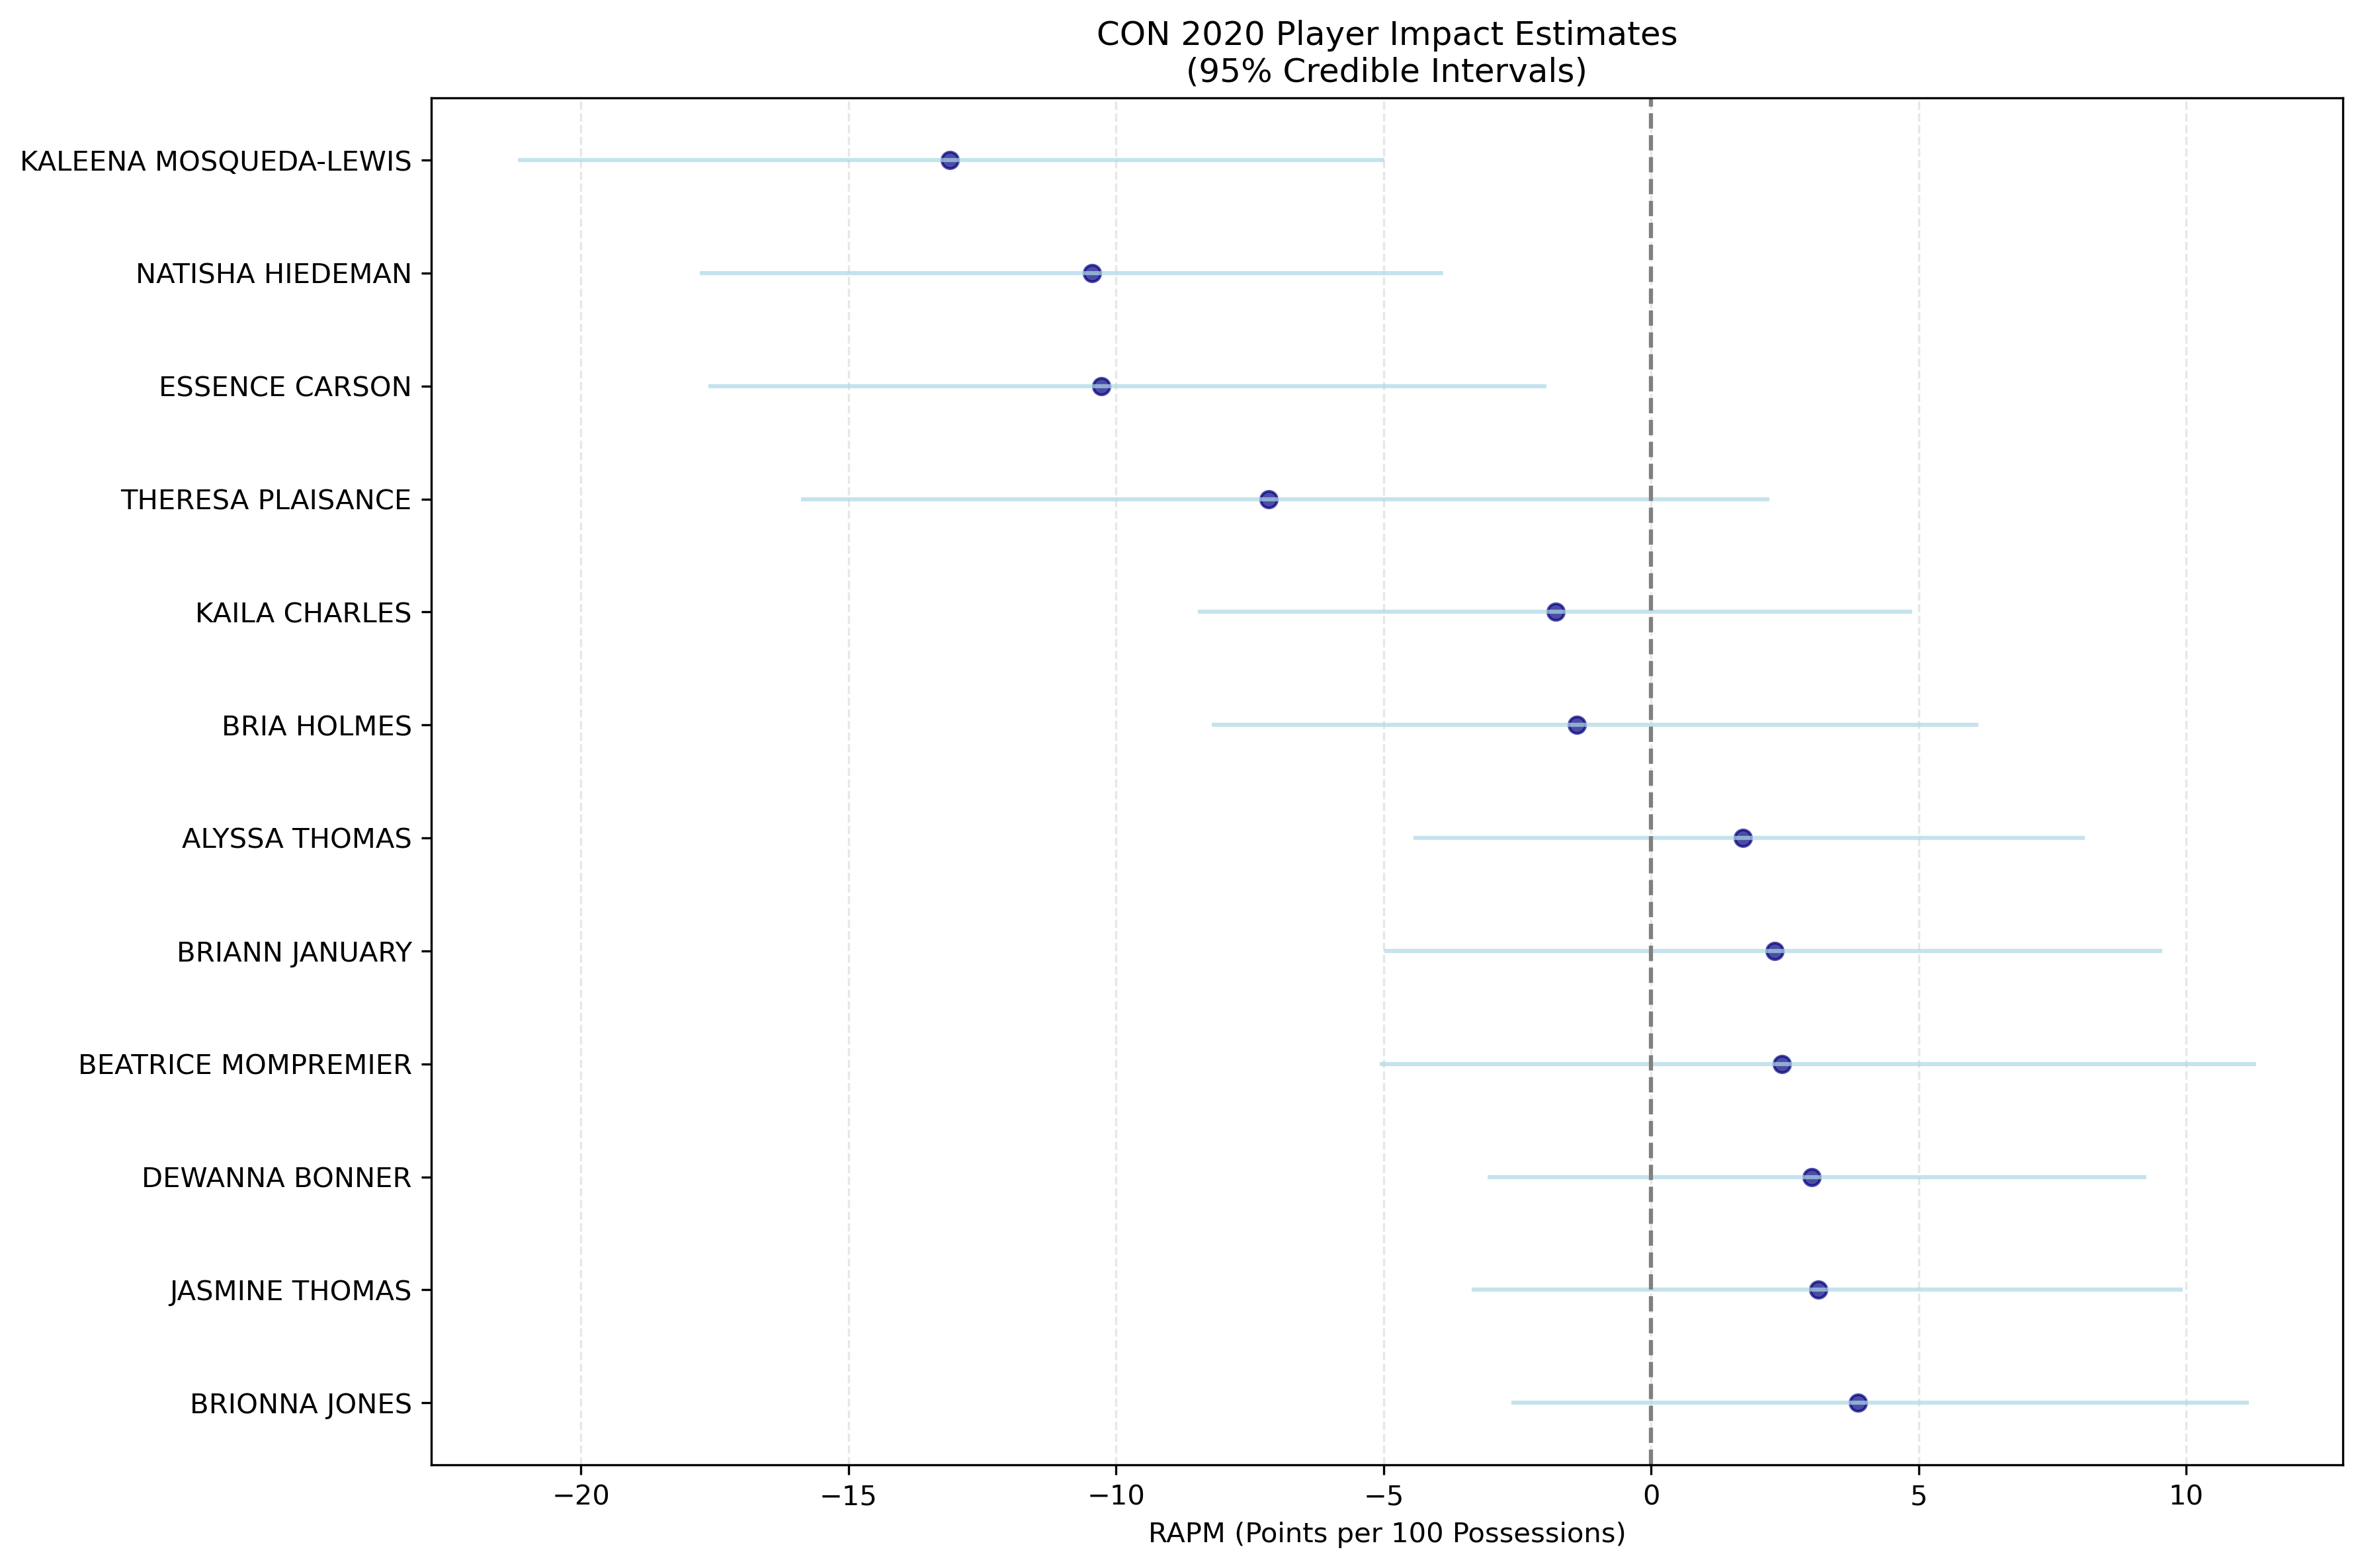 CON 2020 Player Impact Estimates
(95% Credible Intervals)
KALEENA MOSQUEDA-LEWIS
NATISHA HIEDEMAN
ESSENCE CARSON
THERESA PLAISANCE
KAILA CHARLES
BRIA HOLMES
ALYSSA THOMAS
BRIANN JANUARY
BEATRICE MOMPREMIER
DEWANNA BONNER
JASMINE THOMAS
BRIONNA JONES
−20 −15 −10 −5 0 5 10
RAPM (Points per 100 Possessions)